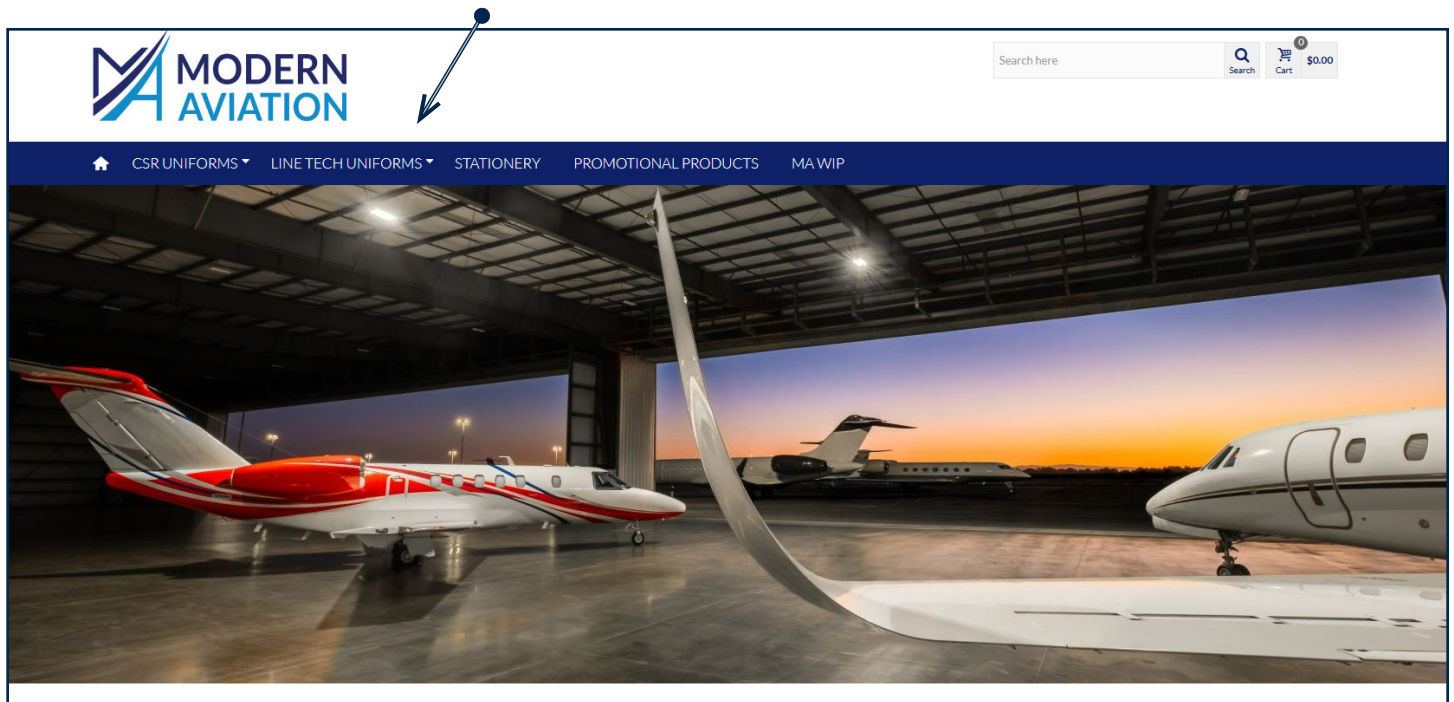 MODERN
AVIATION
Search here
Search
0
Cart
$0.00
CSR UNIFORMS LINE TECH UNIFORMS STATIONERY PROMOTIONAL PRODUCTS MA WIP